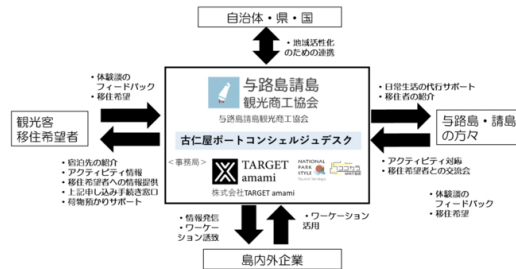 自治体・県・国
・地域活性化
のための連携
・体験談の
フィードバック
・移住希望
与路島請島
観光商工協会
与路島請島観光商工協会
・日常生活の代行サポート
・移住者の紹介
観光客
移住希望者
古仁屋ポートコンシェルジュデスク
与路島・請島
の方々
<事務局>
TARGET
amami
NATIONAL
PARK
STYLE
株式会社TARGET amami
・宿泊先の紹介
・アクティビティ情報
・移住希望者への情報提供
・上記申し込み手続き窓口
・荷物預かりサポート
・アクティビティ対応
・移住希望者との交流会
・体験談の
フィードバック
・移住希望
・情報発信
・ワーケー
ション誘致
・ワーケーション
活用
島内外企業